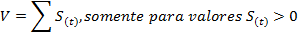 V = ∑ S₍ₜ₎, somente para valores S₍ₜ₎ > 0